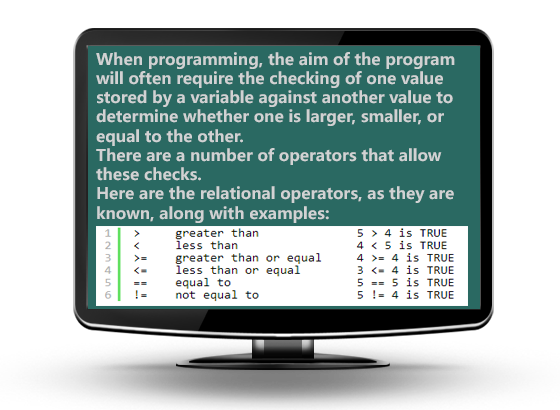 When programming, the aim of the program
will often require the checking of one value
stored by a variable against another value to
determine whether one is larger, smaller, or
equal to the other.
There are a number of operators that allow
these checks.
Here are the relational operators, as they are
known, along with examples:
1 > greater than 5 > 4 is TRUE
2 < less than 4 < 5 is TRUE
3 >= greater than or equal 4 >= 4 is TRUE
4 <= less than or equal 3 <= 4 is TRUE
5 == equal to 5 == 5 is TRUE
6 != not equal to 5 != 4 is TRUE